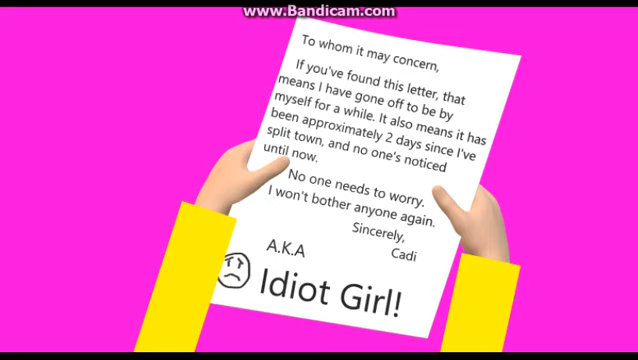 www.Bandicam.com
To whom it may concern,
If you've found this letter, that
means I have gone off to be by
myself for a while. It also means it has
been approximately 2 days since I've
split town, and no one's noticed
until now.
No one needs to worry.
I won't bother anyone again.
Sincerely,
Cadi
A.K.A
Idiot Girl!